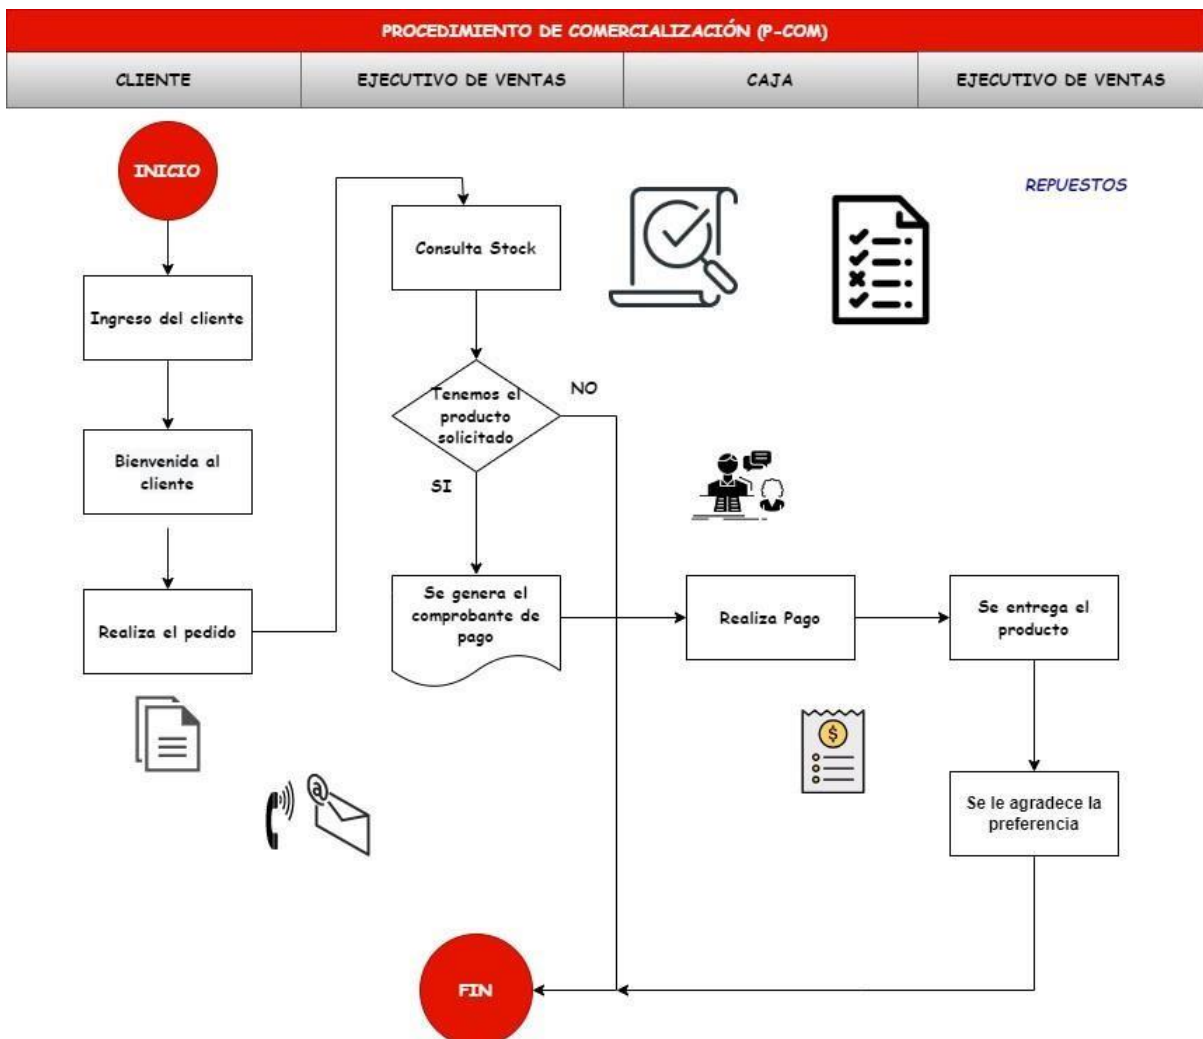 PROCEDIMIENTO DE COMERCIALIZACIÓN (P-COM)
CLIENTE
EJECUTIVO DE VENTAS
CAJA
EJECUTIVO DE VENTAS
INICIO
REPUESTOS
Consulta Stock
Ingreso del cliente
NO
Tenemos el
producto
solicitado
Bienvenida al
cliente
SI
Se genera el
comprobante de
pago
Realiza el pedido
Realiza Pago
Se entrega el
producto
$
@
Se le agradece la
preferencia
FIN